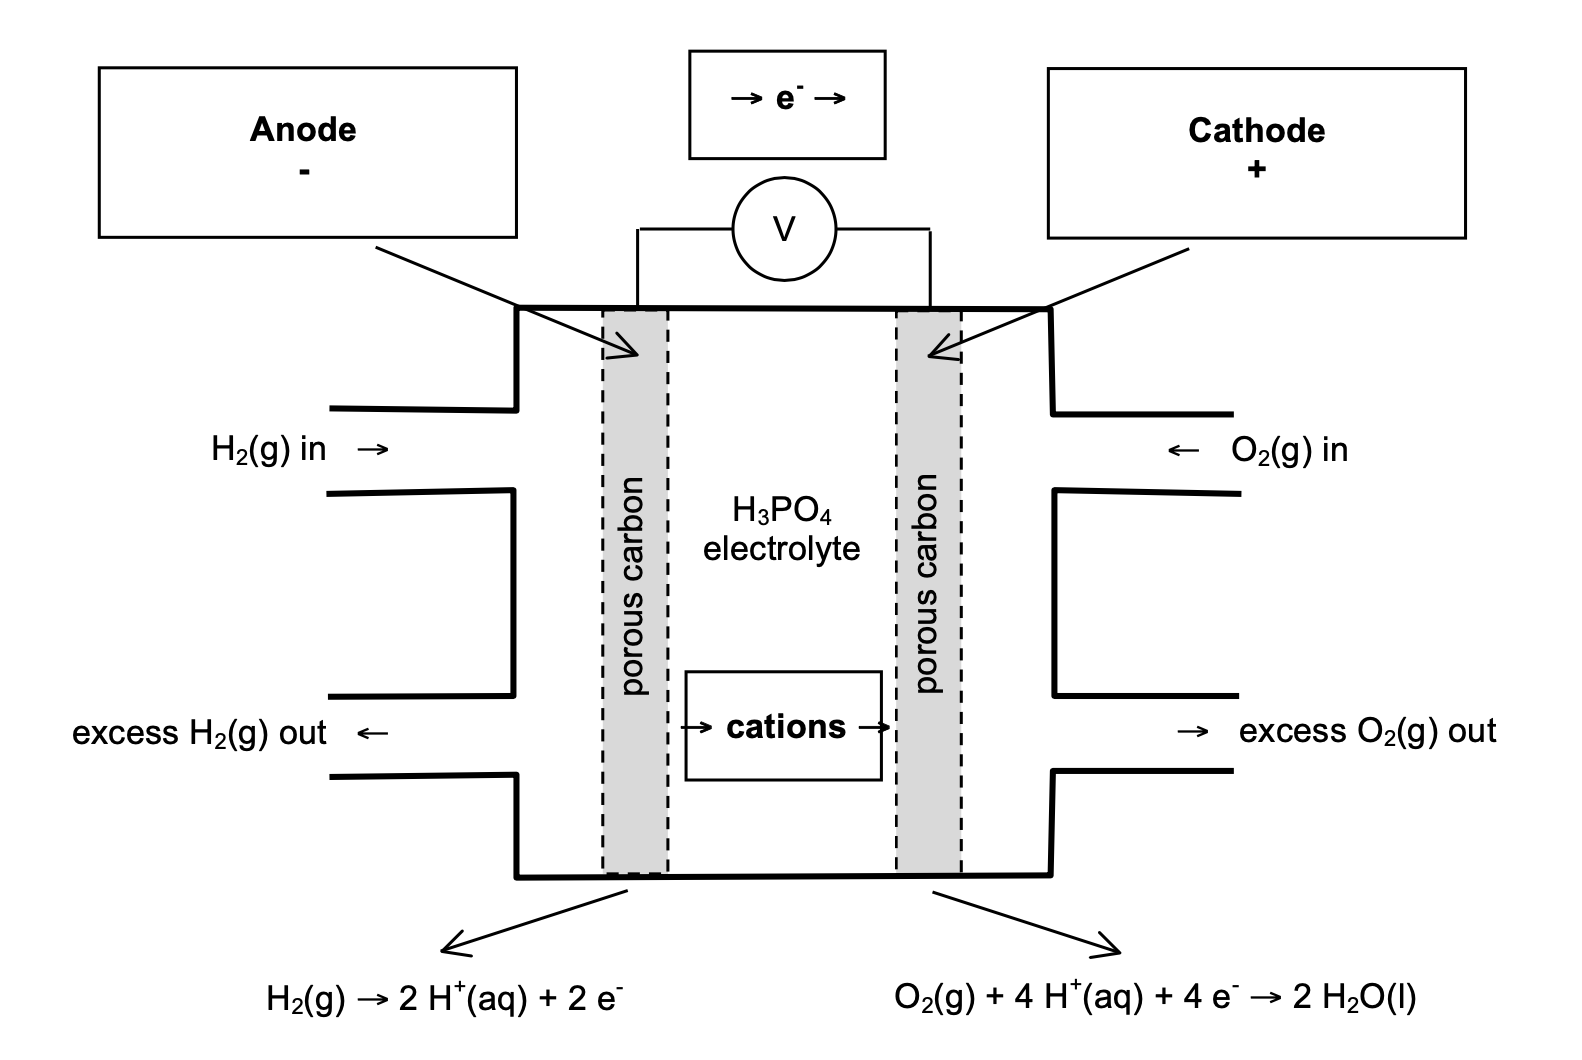 Anode
-
→ e⁻ →
Cathode
+
V
H₂(g) in →
← O₂(g) in
porous carbon
H₃PO₄
electrolyte
porous carbon
→ cations →
excess H₂(g) out ←
→ excess O₂(g) out
H₂(g) → 2 H⁺(aq) + 2 e⁻
O₂(g) + 4 H⁺(aq) + 4 e⁻ → 2 H₂O(l)